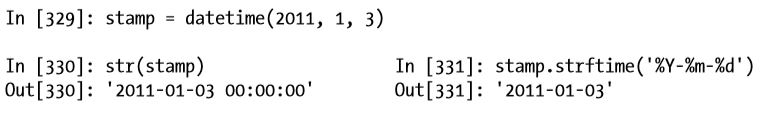 In [329]: stamp = datetime(2011, 1, 3)
In [330]: str(stamp)
Out[330]: '2011-01-03 00:00:00'
In [331]: stamp.strftime('%Y-%m-%d')
Out[331]: '2011-01-03'